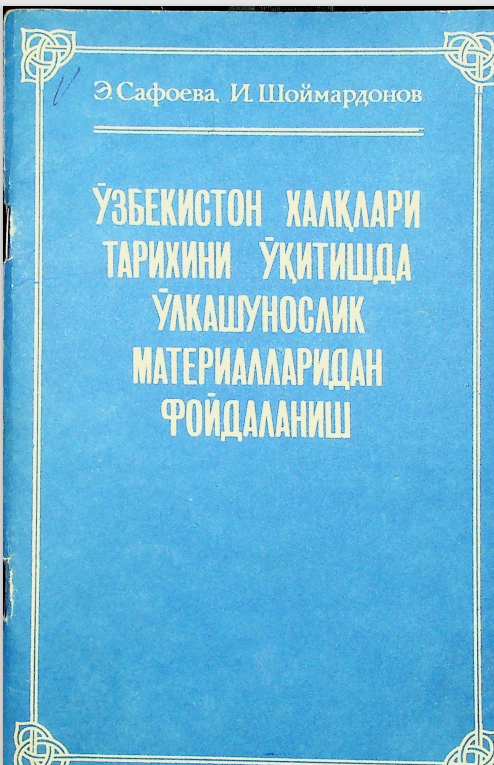 Э. Сафоева, И. Шоймардонов
ЎЗБЕКИСТОН ХАЛҚЛАРИ
ТАРИХИНИ ЎҚИТИШДА
ЎЛКАШУНОСЛИК
МАТЕРИАЛЛАРИДАН
ФОЙДАЛАНИШ